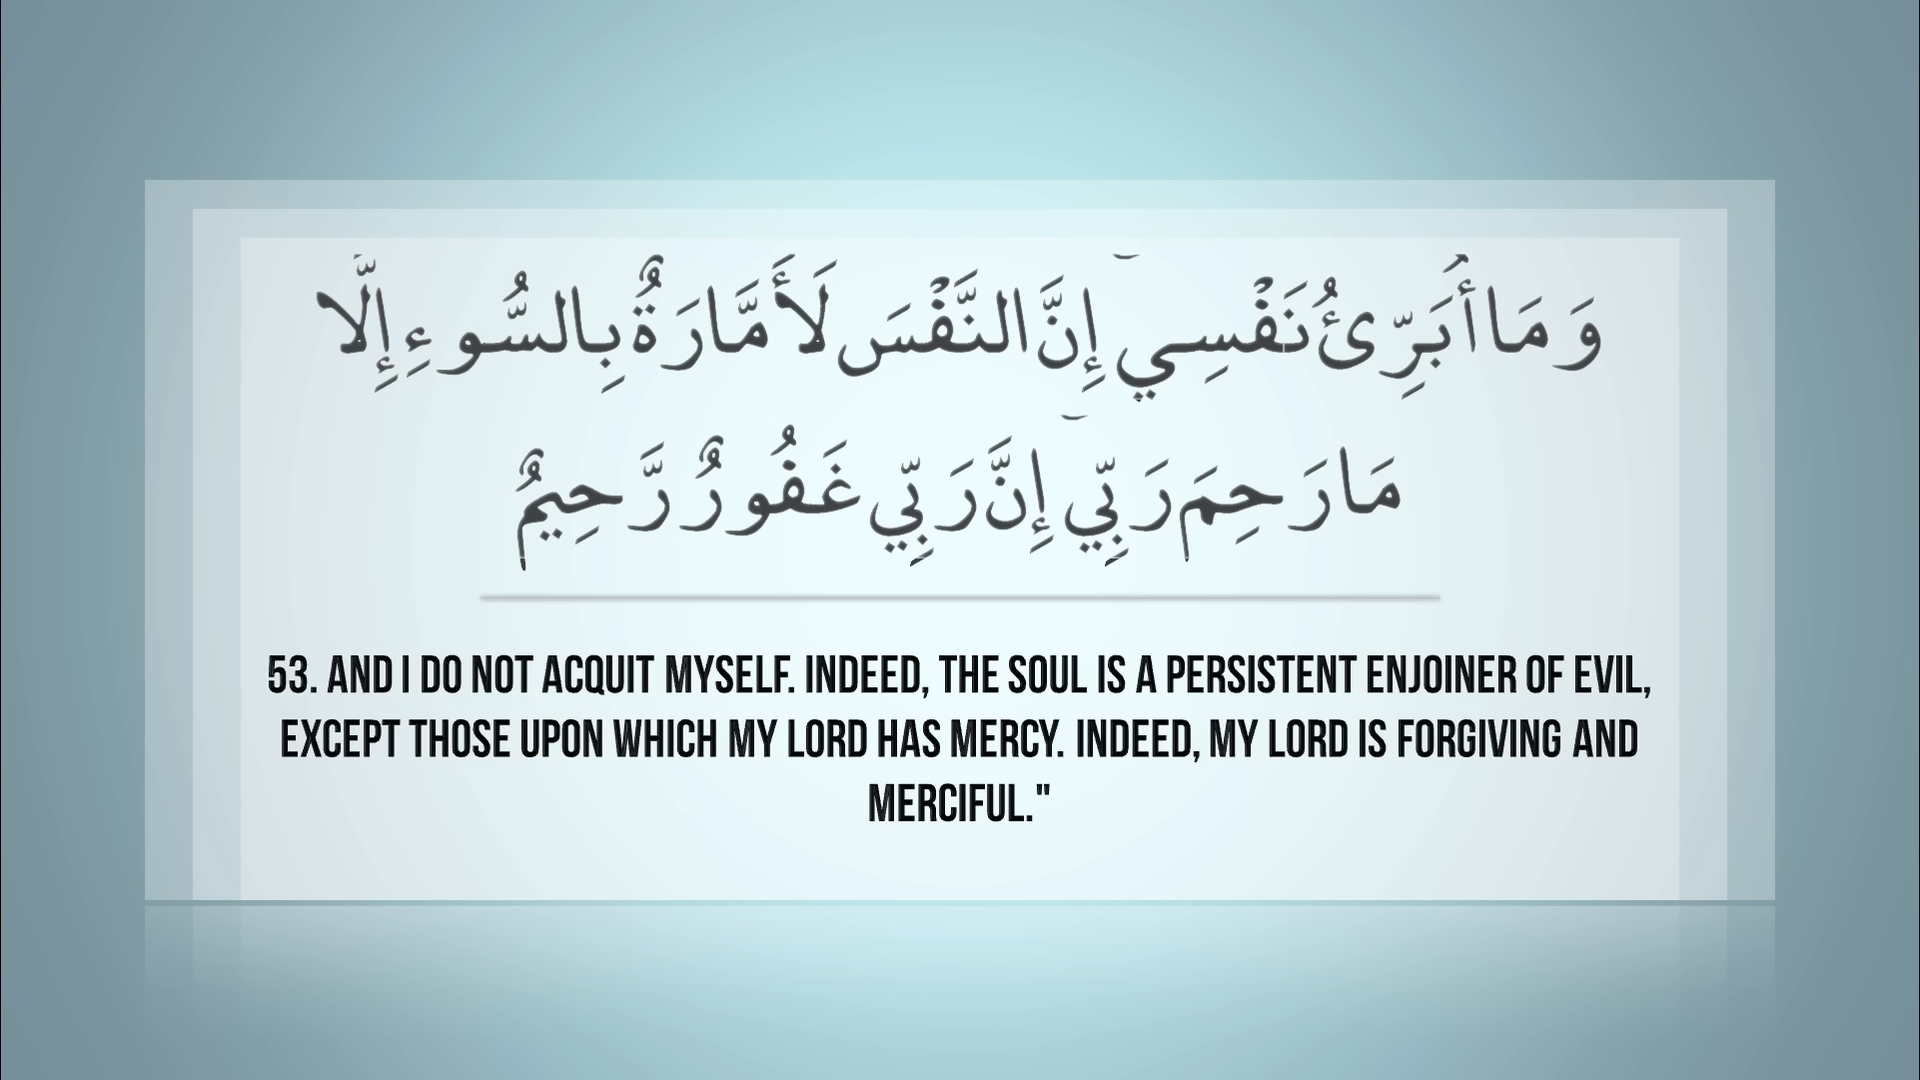 وَمَا أُبَرِّئُ نَفْسِي ۚ إِنَّ النَّفْسَ لَأَمَّارَةٌ بِالسُّوءِ إِلَّا
مَا رَحِمَ رَبِّي ۚ إِنَّ رَبِّي غَفُورٌ رَّحِيمٌ
53. AND I DO NOT ACQUIT MYSELF. INDEED, THE SOUL IS A PERSISTENT ENJOINER OF EVIL,
EXCEPT THOSE UPON WHICH MY LORD HAS MERCY. INDEED, MY LORD IS FORGIVING AND
MERCIFUL."